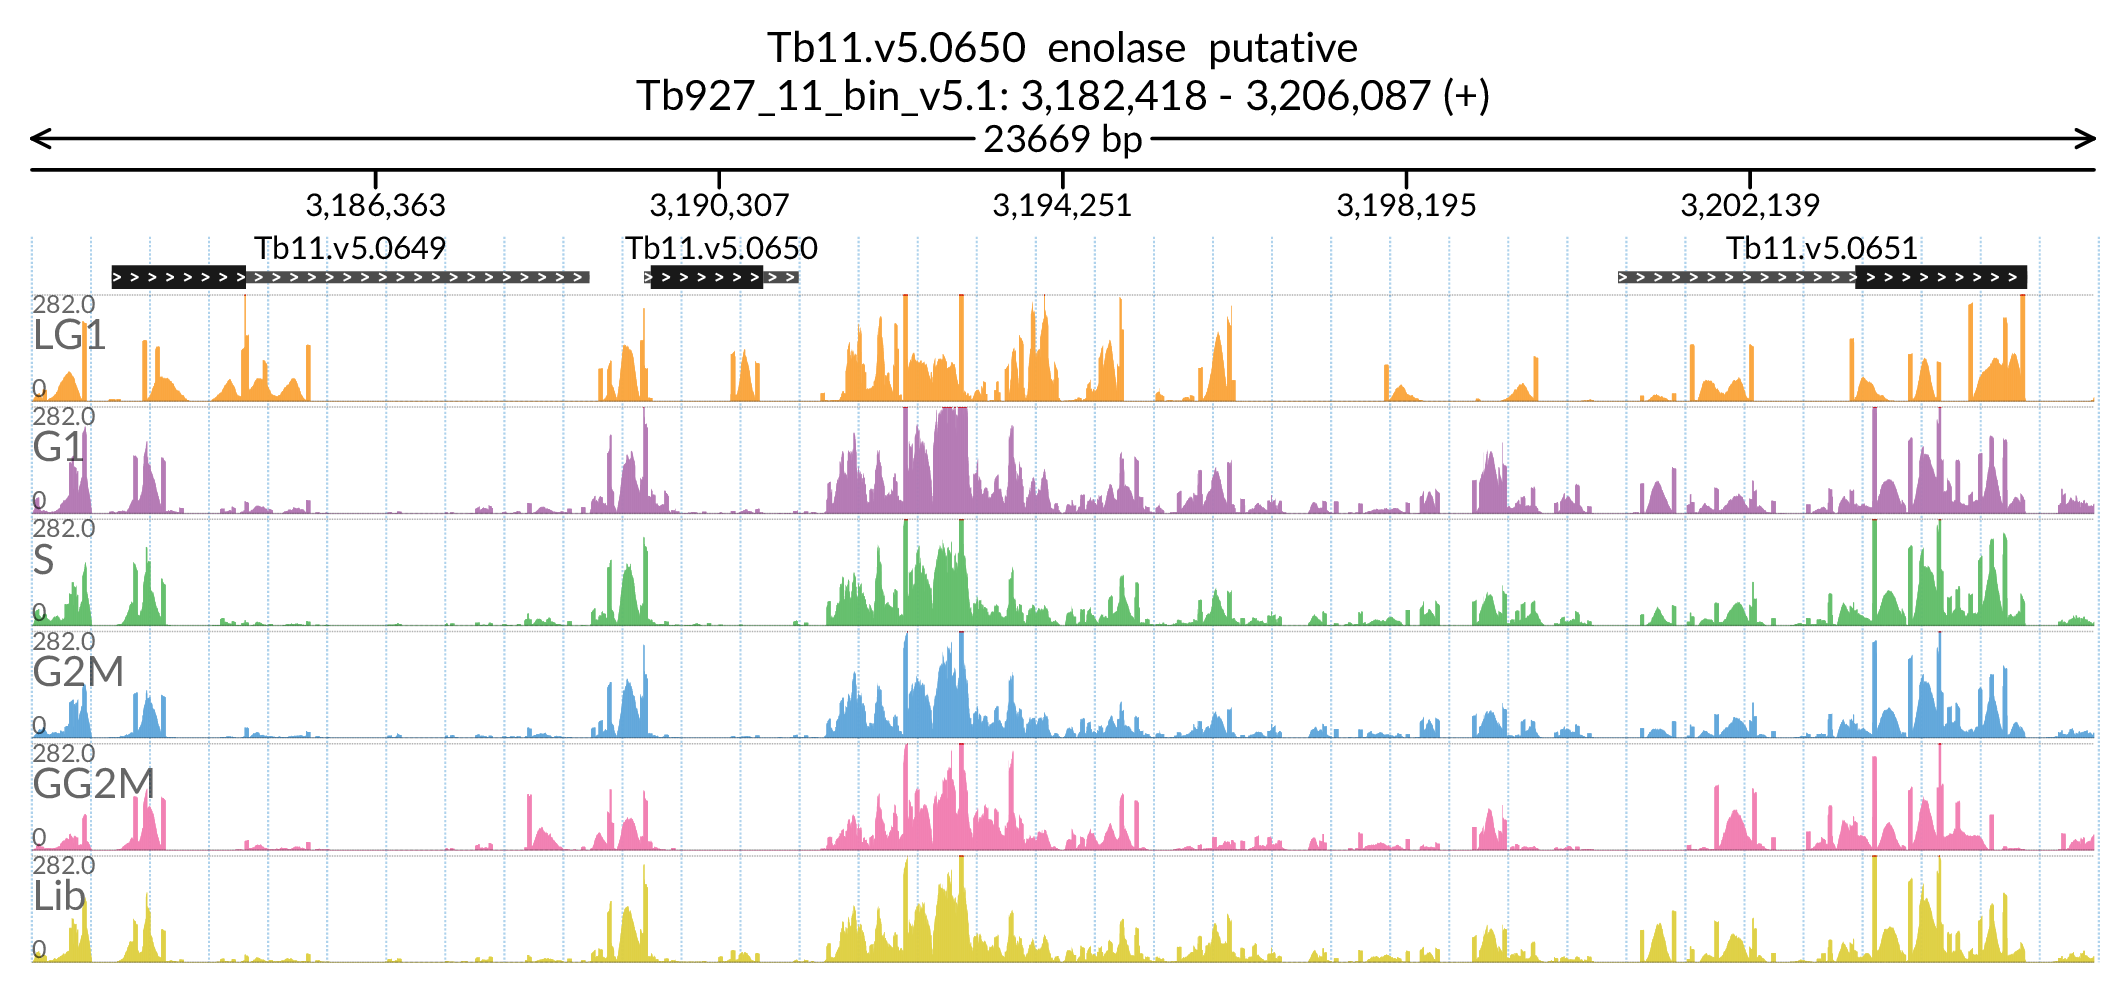 Tb11.v5.0650 enolase putative
Tb927_11_bin_v5.1: 3,182,418 - 3,206,087 (+)
23669 bp
3,186,363 3,190,307 3,194,251 3,198,195 3,202,139
Tb11.v5.0649 Tb11.v5.0650 Tb11.v5.0651
282.0
LG1
0
282.0
G1
0
282.0
S
0
282.0
G2M
0
282.0
GG2M
0
282.0
Lib
0